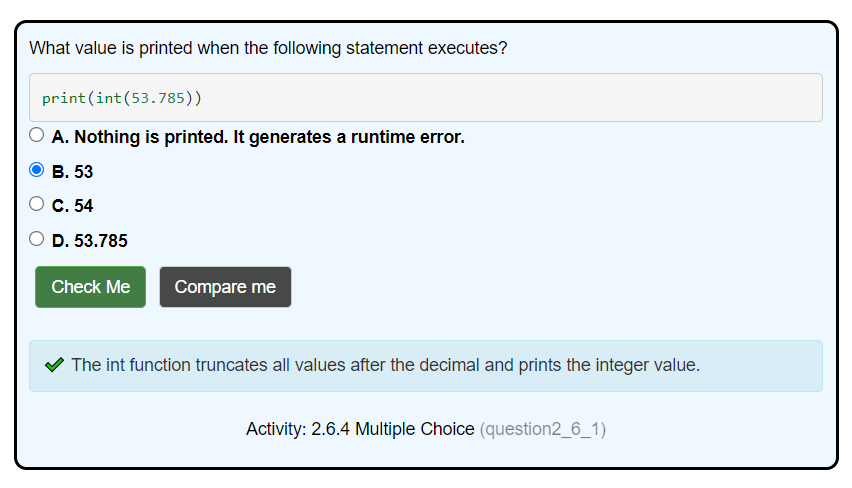 What value is printed when the following statement executes?
print(int(53.785))
A. Nothing is printed. It generates a runtime error.
B. 53
C. 54
D. 53.785
Check Me Compare me
The int function truncates all values after the decimal and prints the integer value.
Activity: 2.6.4 Multiple Choice (question2_6_1)